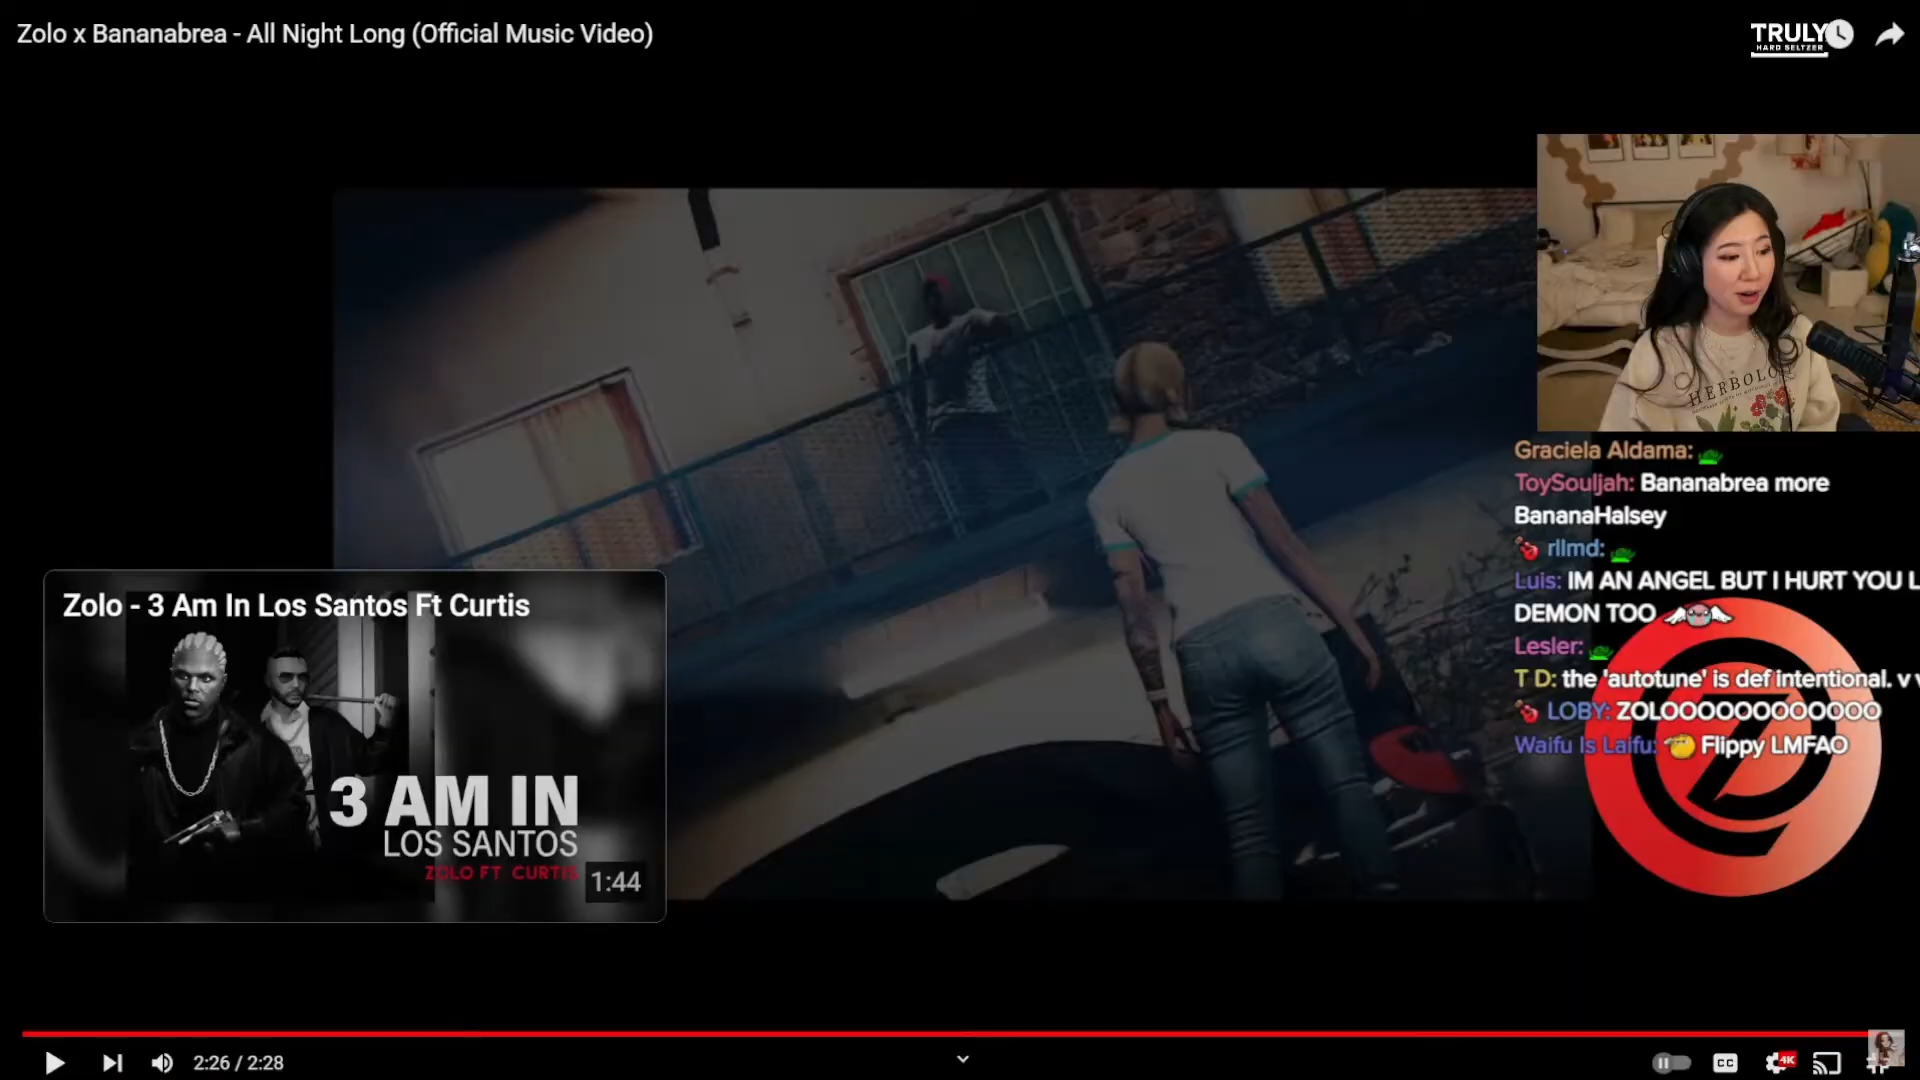 Zolo x Bananabrea - All Night Long (Official Music Video)
TRULY
HARD SELTZER
HERBOLO
Graciela Aldama:
ToySouljah: Bananabrea more
BananaHalsey
rllmd:
Luis: IM AN ANGEL BUT I HURT YOU L
DEMON TOO
Lesler:
T D: the 'autotune' is def intentional. v v
LOBY: ZOLOOOOOOOOOOOO
Waifu Is Laifu: Flippy LMFAO
Zolo - 3 Am In Los Santos Ft Curtis
3 AM IN
LOS SANTOS
ZOLO FT CURTIS
1:44
2:26 / 2:28
CC
4K